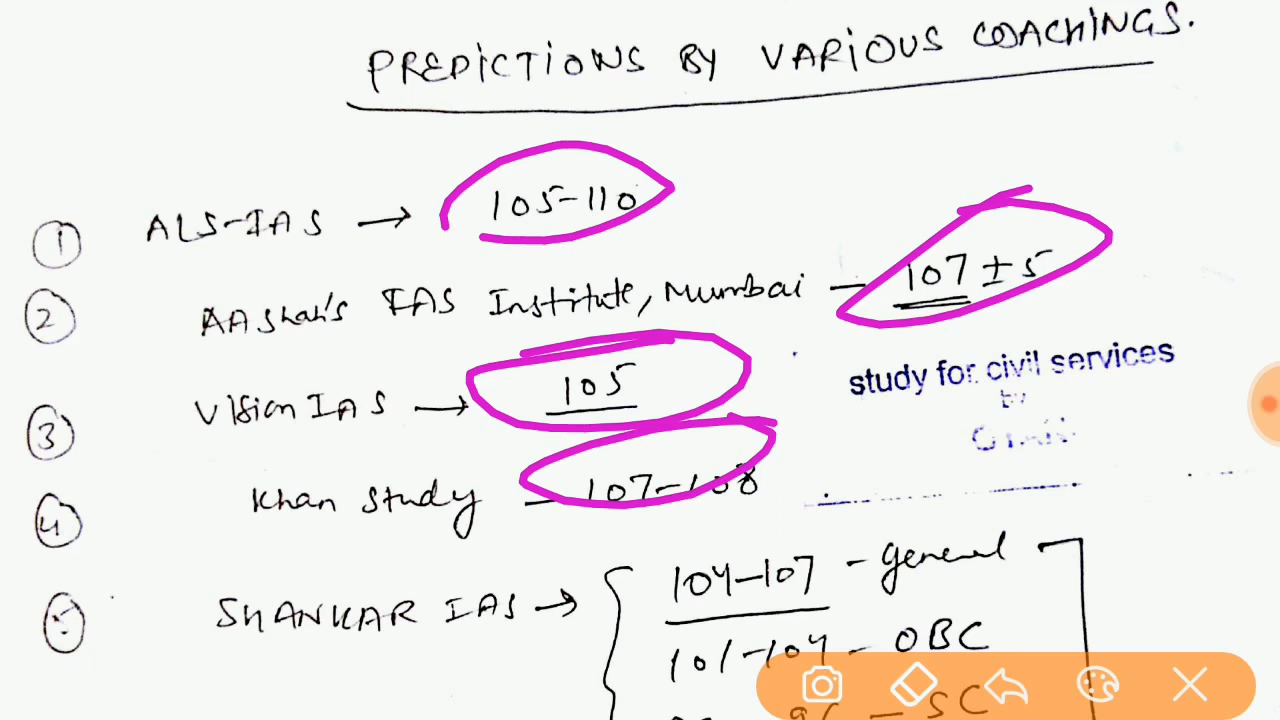 PREDICTIONS BY VARIOUS COACHINGS.
① ALS-IAS → 105-110
② AAshah's IAS Institute, Mumbai — 107 ± 5
③ Vision IAS → 105
study for civil services
by
④ Khan Study — 107-108
⑤ SHANKAR IAS → 104-107 - general
101-104 - OBC
- SC